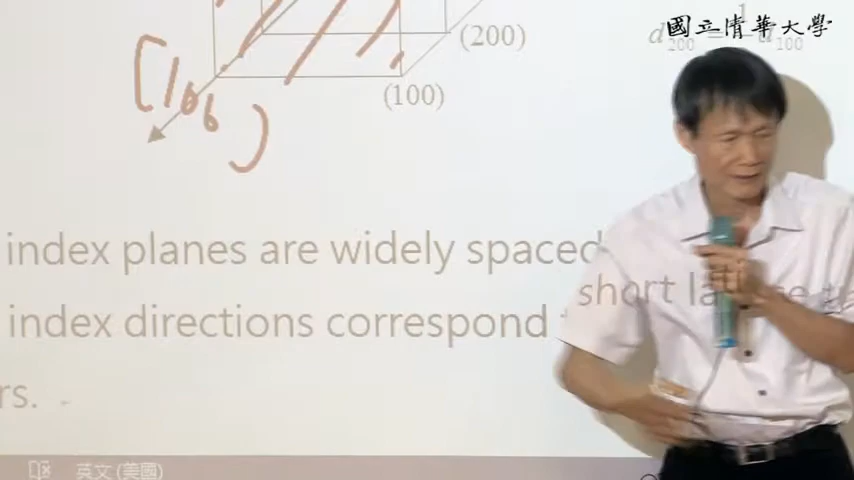 國立清華大學
(200)
(100)
[100]
index planes are widely spaced
short
index directions correspond
rs.
英文 (美國)